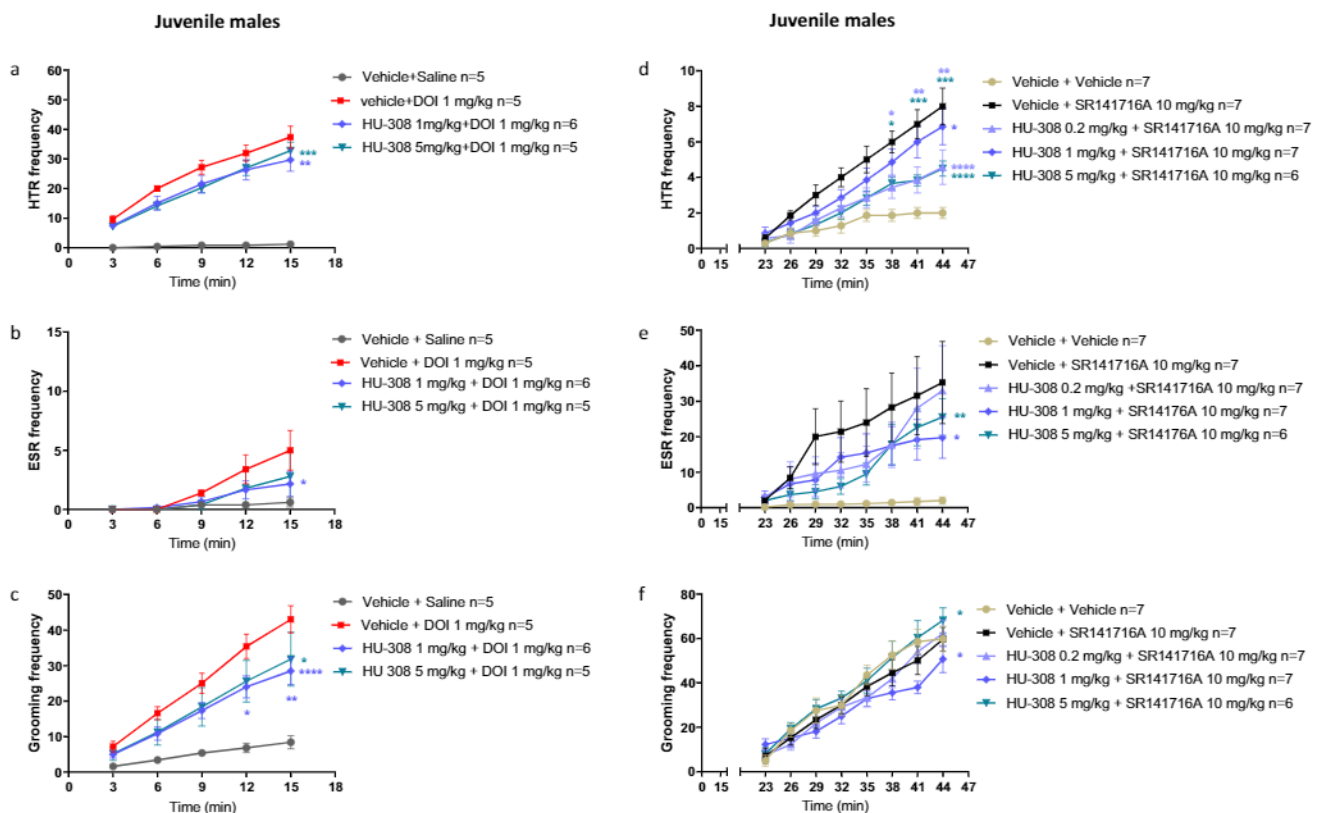 Juvenile males
a
HTR frequency
60
50
40
30
20
10
0
0 3 6 9 12 15 18
Time (min)
***
**
Vehicle+Saline n=5
vehicle+DOI 1 mg/kg n=5
HU-308 1mg/kg+DOI 1 mg/kg n=6
HU-308 5mg/kg+DOI 1 mg/kg n=5
b
ESR frequency
15
10
5
0
0 3 6 9 12 15 18
Time (min)
*
Vehicle + Saline n=5
Vehicle + DOI 1 mg/kg n=5
HU-308 1 mg/kg + DOI 1 mg/kg n=6
HU-308 5 mg/kg + DOI 1 mg/kg n=5
c
Grooming frequency
50
40
30
20
10
0
0 3 6 9 12 15 18
Time (min)
*
****
**
*
Vehicle + Saline n=5
Vehicle + DOI 1 mg/kg n=5
HU-308 1 mg/kg + DOI 1 mg/kg n=6
HU 308 5 mg/kg + DOI 1 mg/kg n=5
Juvenile males
d
HTR frequency
10
8
6
4
2
0
0 15 23 26 29 32 35 38 41 44 47
Time (min)
**
***
**
***
*
*
*
****
****
Vehicle + Vehicle n=7
Vehicle + SR141716A 10 mg/kg n=7
HU-308 0.2 mg/kg + SR141716A 10 mg/kg n=7
HU-308 1 mg/kg + SR141716A 10 mg/kg n=7
HU-308 5 mg/kg + SR141716A 10 mg/kg n=6
e
ESR frequency
50
40
30
20
10
0
0 15 23 26 29 32 35 38 41 44 47
Time (min)
**
*
Vehicle + Vehicle n=7
Vehicle + SR141716A 10 mg/kg n=7
HU-308 0.2 mg/kg +SR141716A 10 mg/kg n=7
HU-308 1 mg/kg + SR14176A 10 mg/kg n=7
HU-308 5 mg/kg + SR14176A 10 mg/kg n=6
f
Grooming frequency
80
60
40
20
0
0 15 23 26 29 32 35 38 41 44 47
Time (min)
*
*
Vehicle + Vehicle n=7
Vehicle + SR141716A 10 mg/kg n=7
HU-308 0.2 mg/kg + SR141716A 10 mg/kg n=7
HU-308 1 mg/kg + SR141716A 10 mg/kg n=7
HU-308 5 mg/kg + SR141716A 10 mg/kg n=6